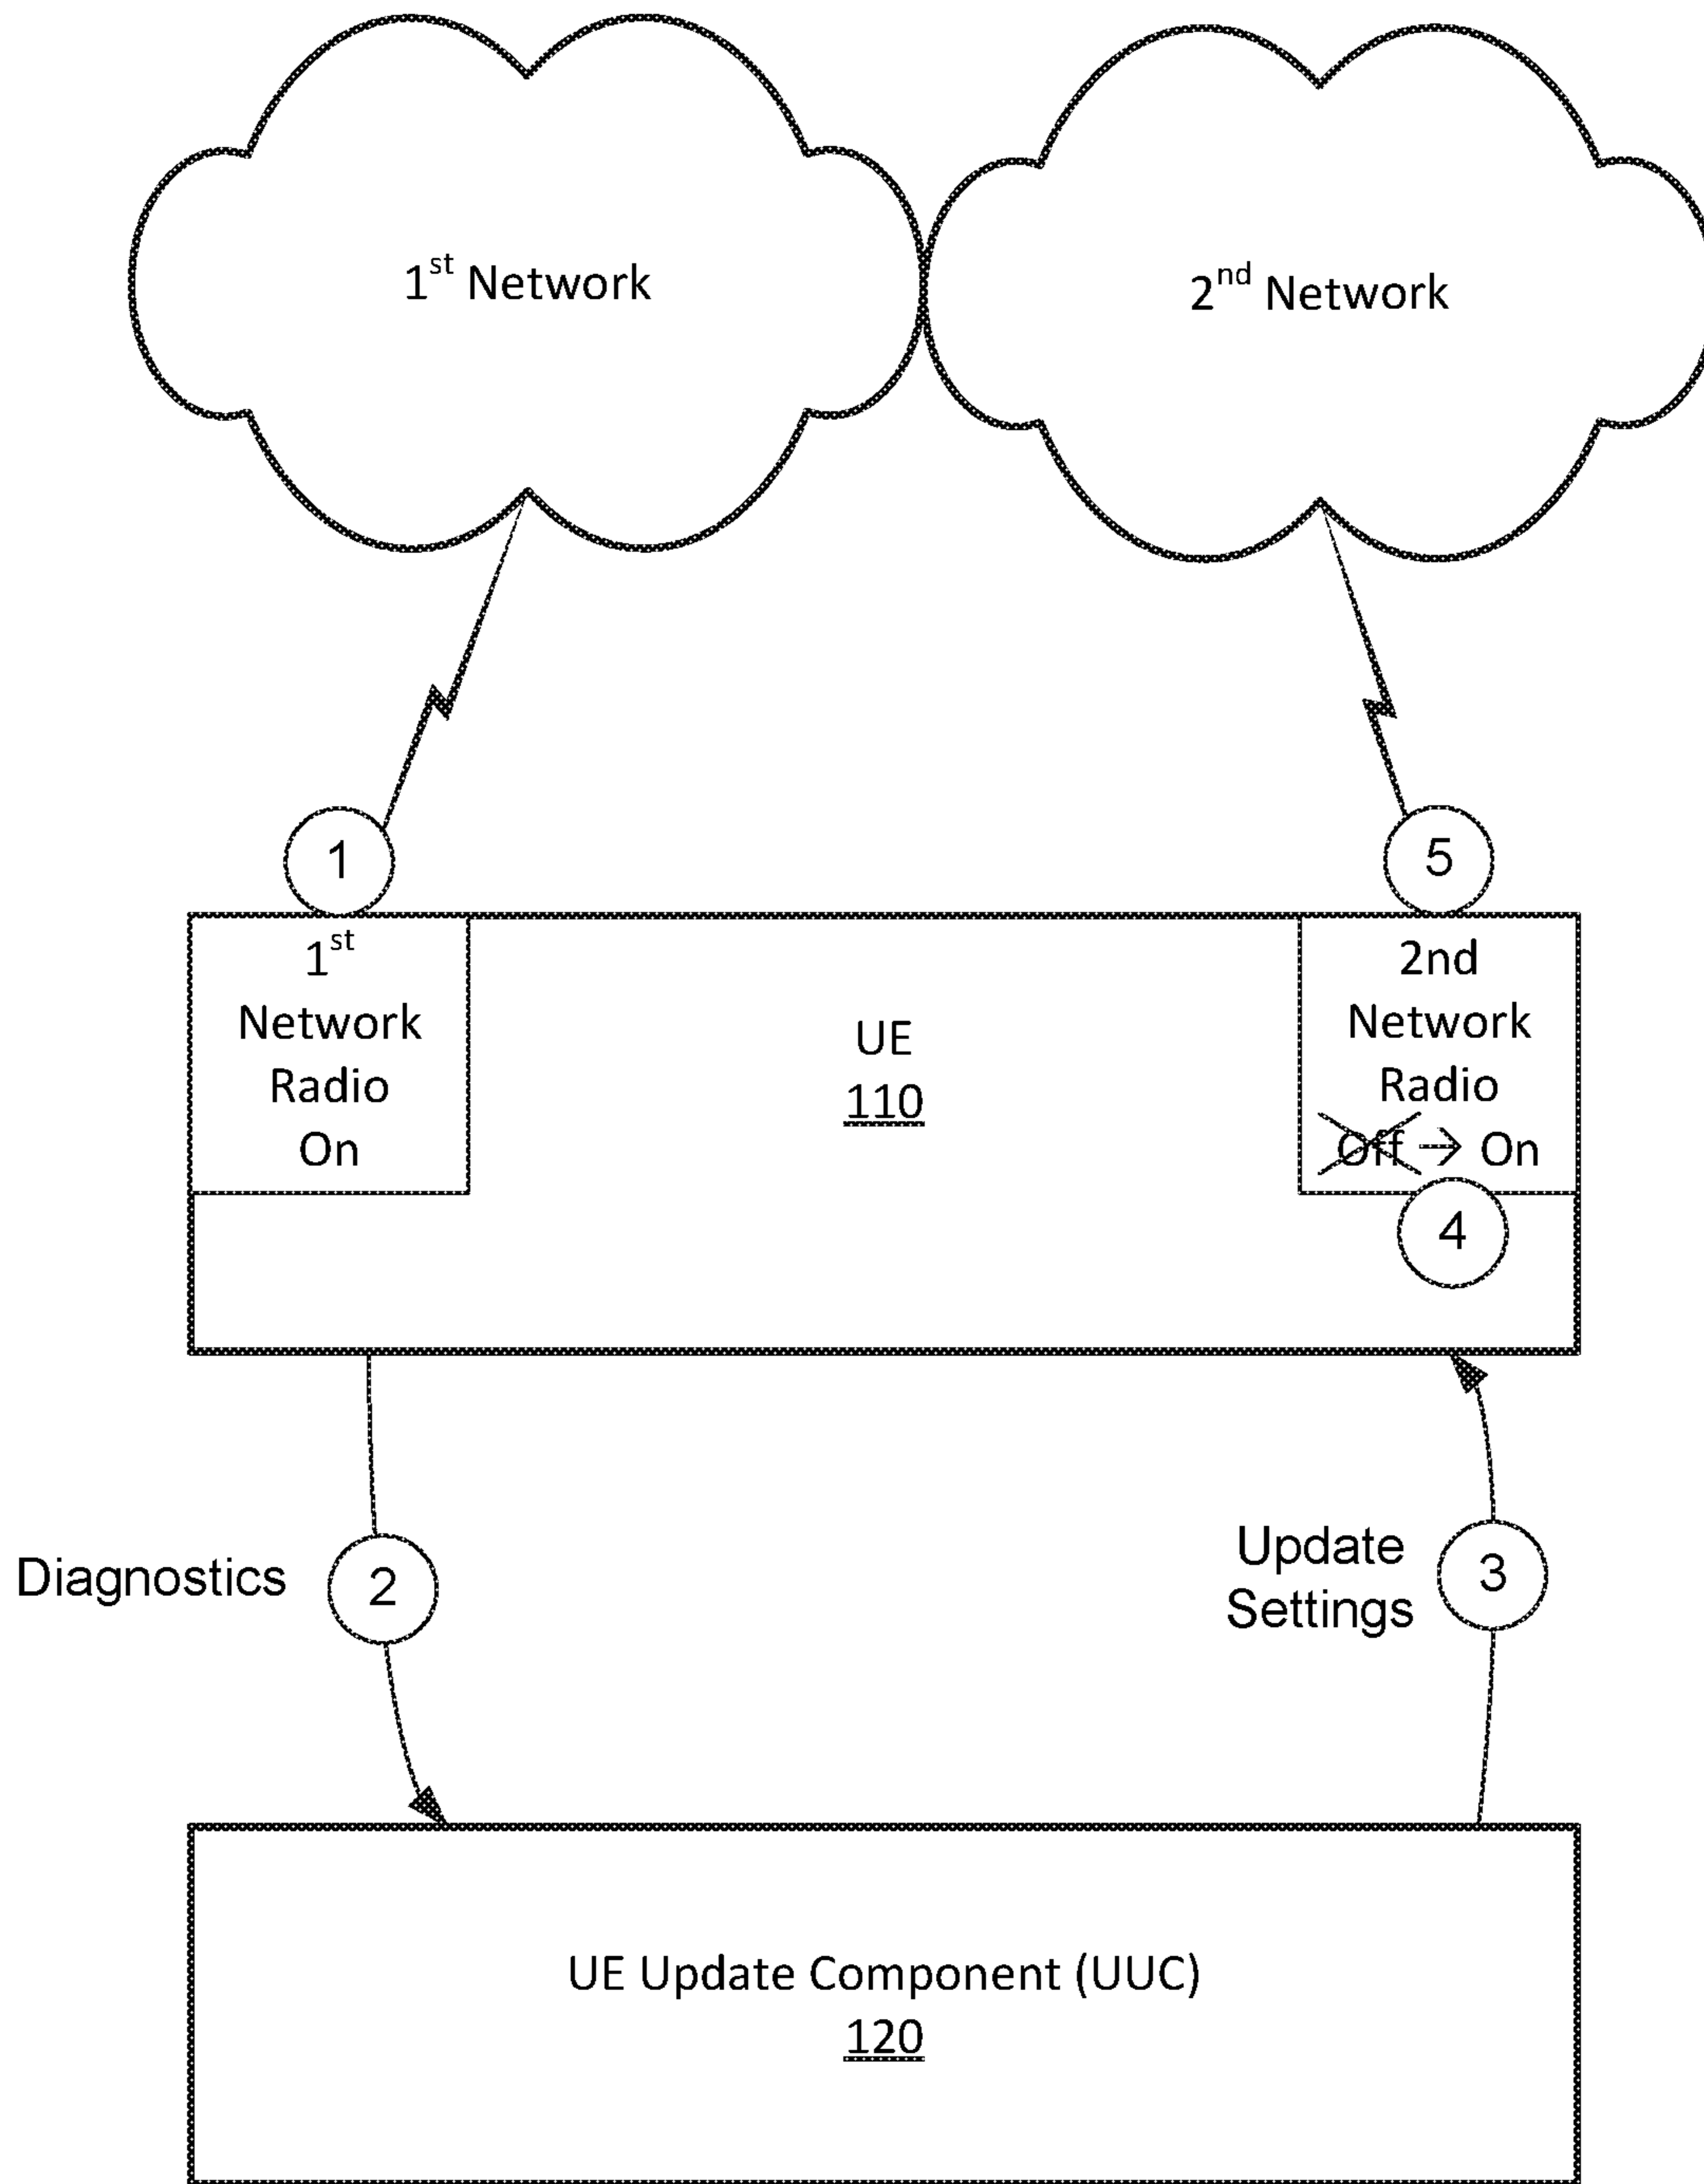 1st Network
2nd Network
1
5
1st
Network
Radio
On
UE
110
2nd
Network
Radio
Off → On
4
Diagnostics
2
Update
Settings
3
UE Update Component (UUC)
120